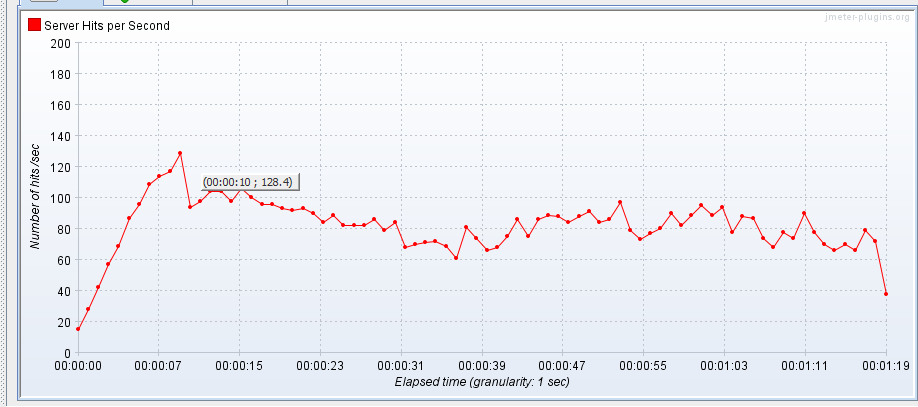 jmeter-plugins.org
Server Hits per Second
200
180
160
140
120
(00:00:10 ; 128.4)
100
80
60
40
20
0
Number of hits /sec
00:00:00 00:00:07 00:00:15 00:00:23 00:00:31 00:00:39 00:00:47 00:00:55 00:01:03 00:01:11 00:01:19
Elapsed time (granularity: 1 sec)